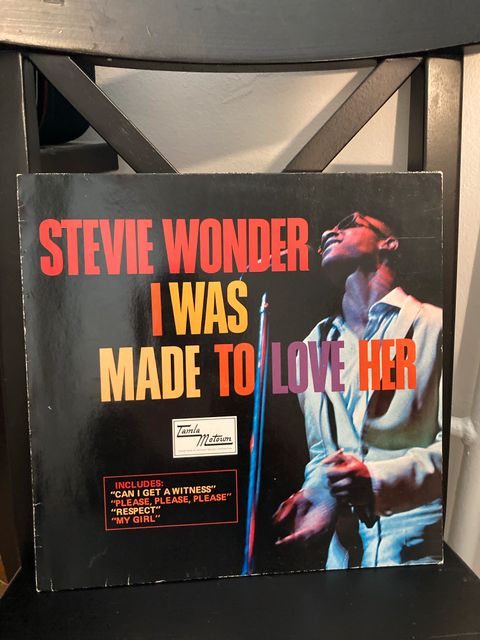 STEVIE WONDER
I WAS
MADE TO LOVE HER
Tamla
Motown
INCLUDES:
"CAN I GET A WITNESS"
"PLEASE, PLEASE, PLEASE"
"RESPECT"
"MY GIRL"